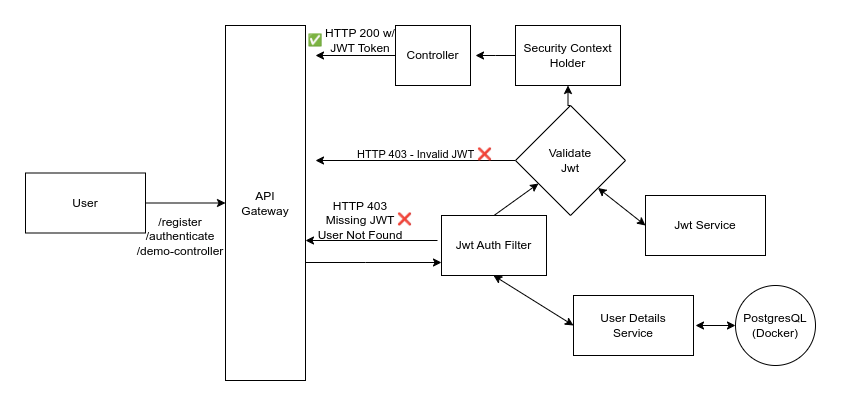 HTTP 200 w/
✅ JWT Token
Controller
Security Context
Holder
HTTP 403 - Invalid JWT ❌
Validate
Jwt
User
API
Gateway
/register
/authenticate
/demo-controller
HTTP 403
Missing JWT ❌
User Not Found
Jwt Auth Filter
Jwt Service
User Details
Service
PostgresQL
(Docker)